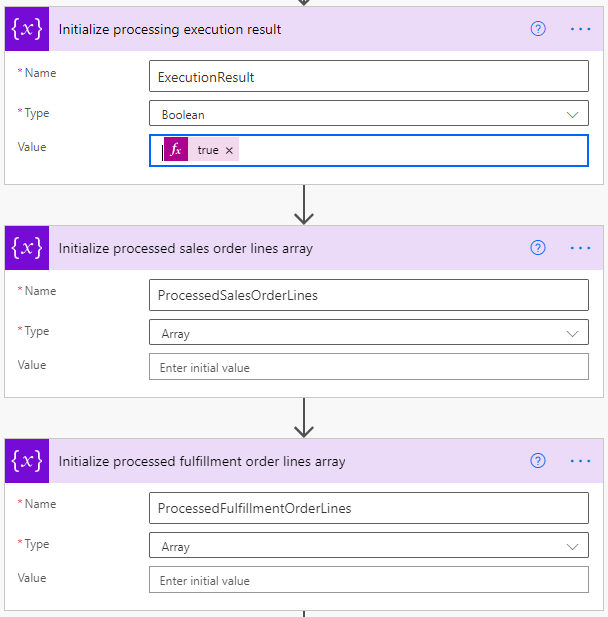 {x} Initialize processing execution result ? ...
* Name ExecutionResult
* Type Boolean
Value fx true ×
{x} Initialize processed sales order lines array ? ...
* Name ProcessedSalesOrderLines
* Type Array
Value Enter initial value
{x} Initialize processed fulfillment order lines array ? ...
* Name ProcessedFulfillmentOrderLines
* Type Array
Value Enter initial value